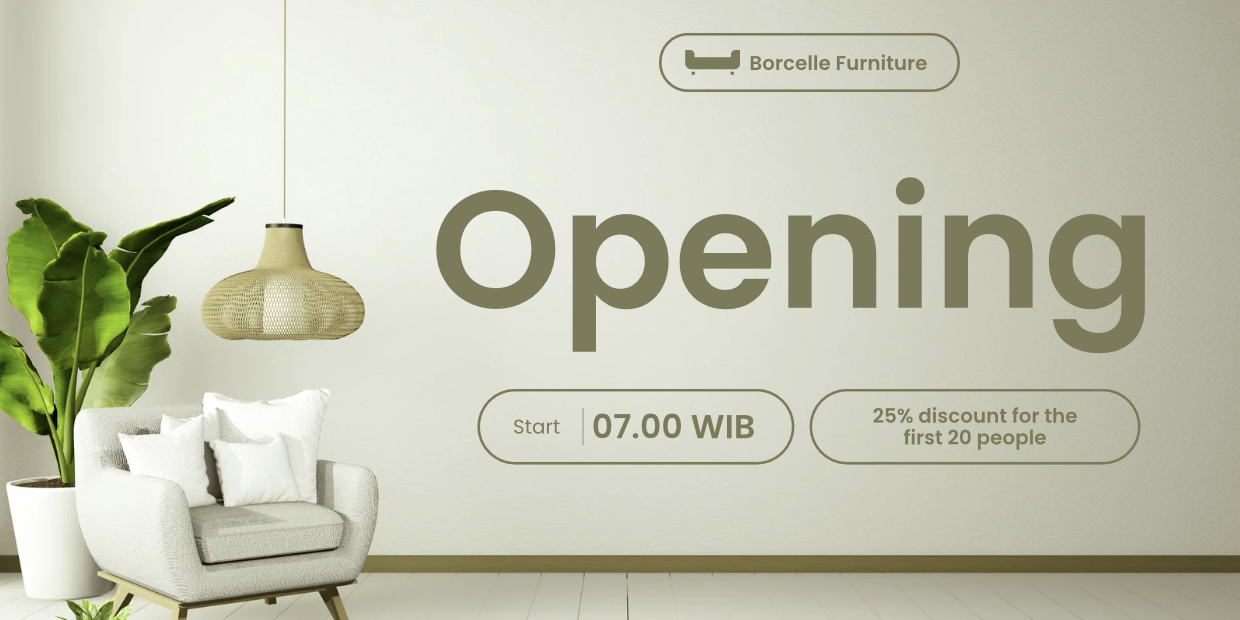 Borcelle Furniture
Opening
Start 07.00 WIB
25% discount for the
first 20 people